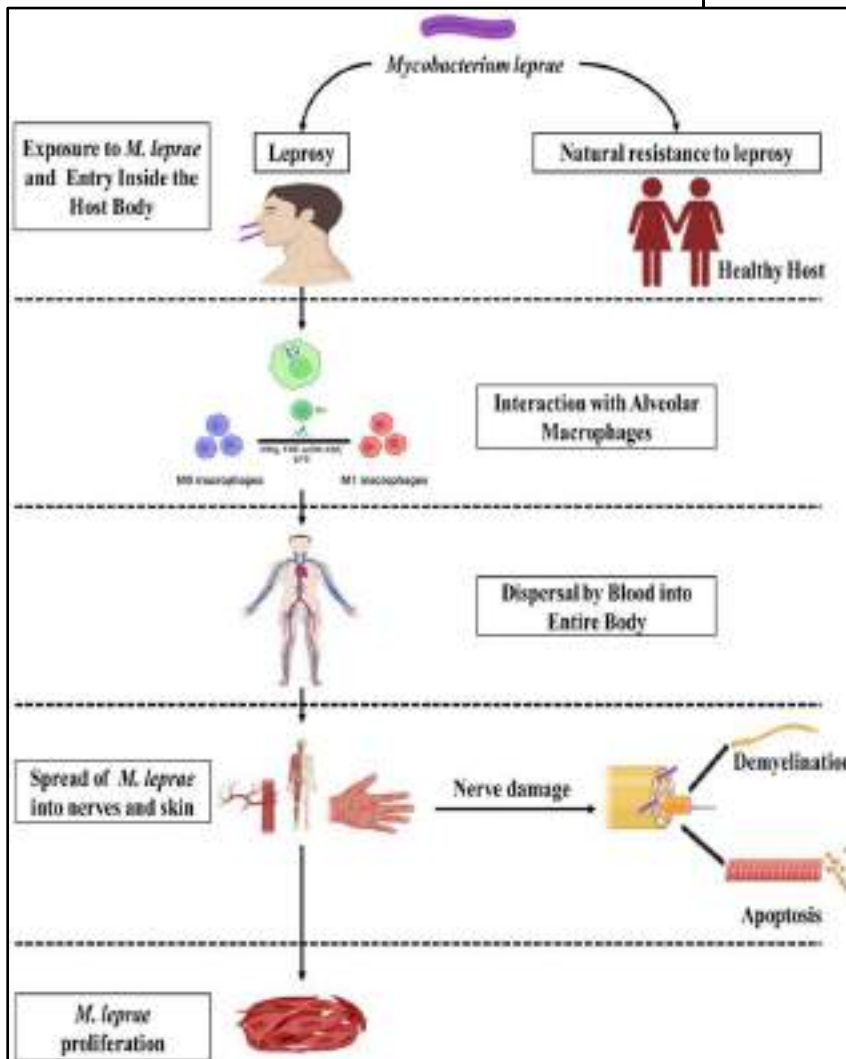 Mycobacterium leprae
Exposure to M. leprae
and Entry Inside the
Host Body
Leprosy
Natural resistance to leprosy
Healthy Host
Interaction with Alveolar
Macrophages
M0 macrophages
M1 macrophages
Dispersal by Blood into
Entire Body
Spread of M. leprae
into nerves and skin
Nerve damage
Demyelination
Apoptosis
M. leprae
proliferation